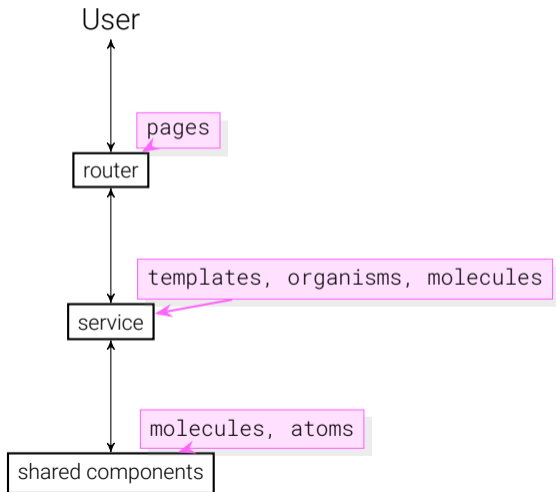 User
pages
router
templates, organisms, molecules
service
molecules, atoms
shared components